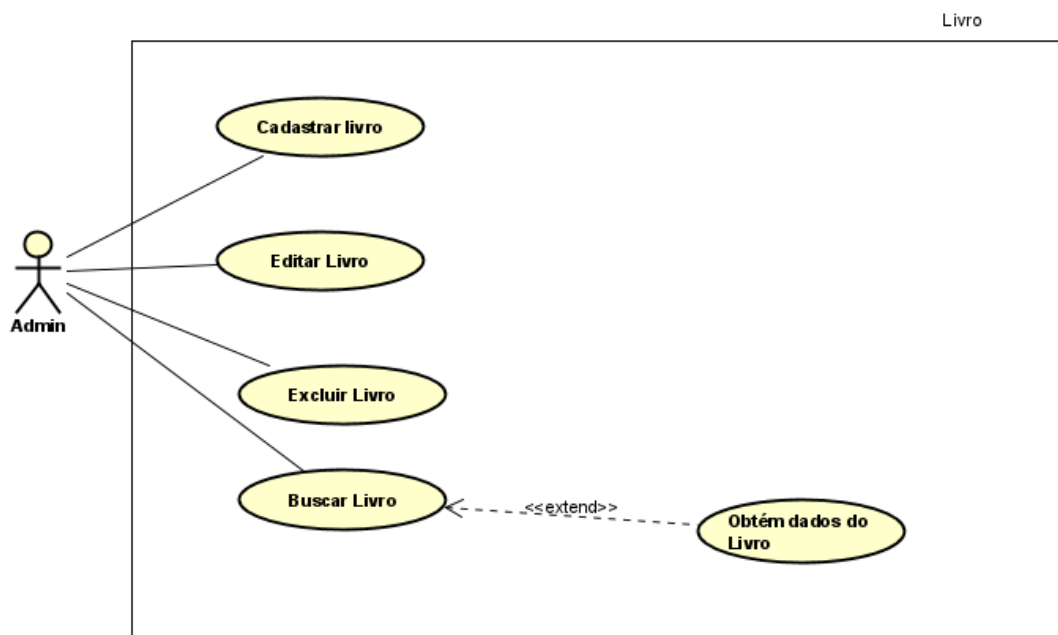 Livro
Cadastrar livro
Editar Livro
Admin
Excluir Livro
Buscar Livro
<<extend>>
Obtém dados do
Livro